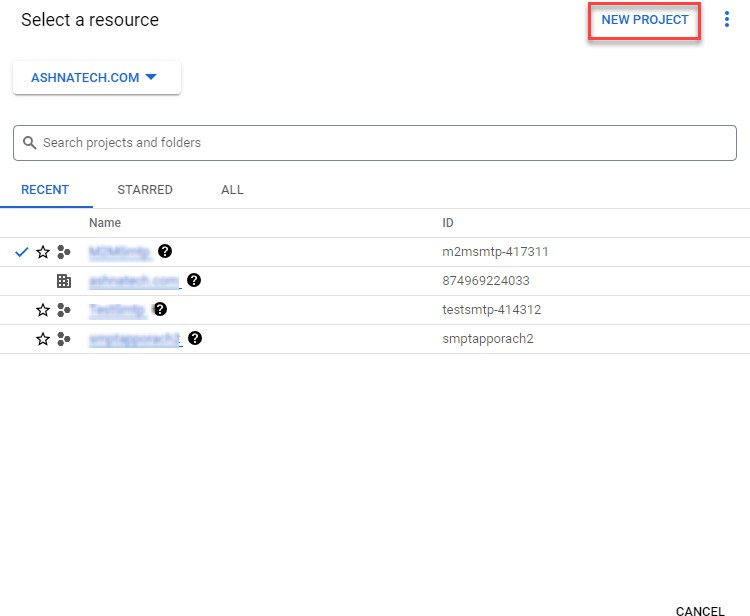 Select a resource
NEW PROJECT
ASHNATECH.COM
Search projects and folders
RECENT STARRED ALL
Name ID
M2MSmtp m2msmtp-417311
ashnatech.com 874969224033
TestSmtp testsmtp-414312
smptapporach2 smptapporach2
CANCEL